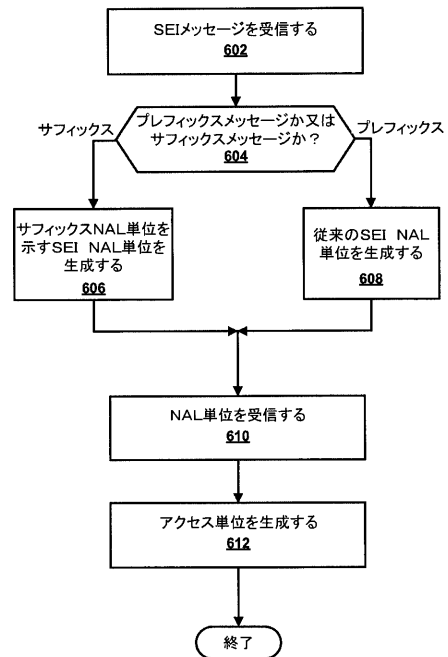 SEIメッセージを受信する
602
プレフィックスメッセージか又は
サフィックスメッセージか？
604
サフィックス
プレフィックス
サフィックスNAL単位を
示すSEI NAL単位を
生成する
606
従来のSEI NAL
単位を生成する
608
NAL単位を受信する
610
アクセス単位を生成する
612
終了